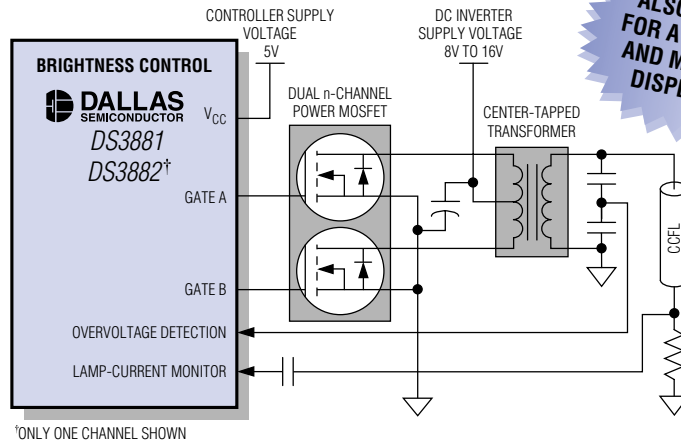 CONTROLLER SUPPLY
VOLTAGE
5V
DC INVERTER
SUPPLY VOLTAGE
8V TO 16V
ALSO
FOR A
AND M
BRIGHTNESS CONTROL
DALLAS
SEMICONDUCTOR
DS3881
DS3882†
VCC
DUAL n-CHANNEL
POWER MOSFET
CENTER-TAPPED
TRANSFORMER
GATE A
CCFL
GATE B
OVERVOLTAGE DETECTION
LAMP-CURRENT MONITOR
†ONLY ONE CHANNEL SHOWN